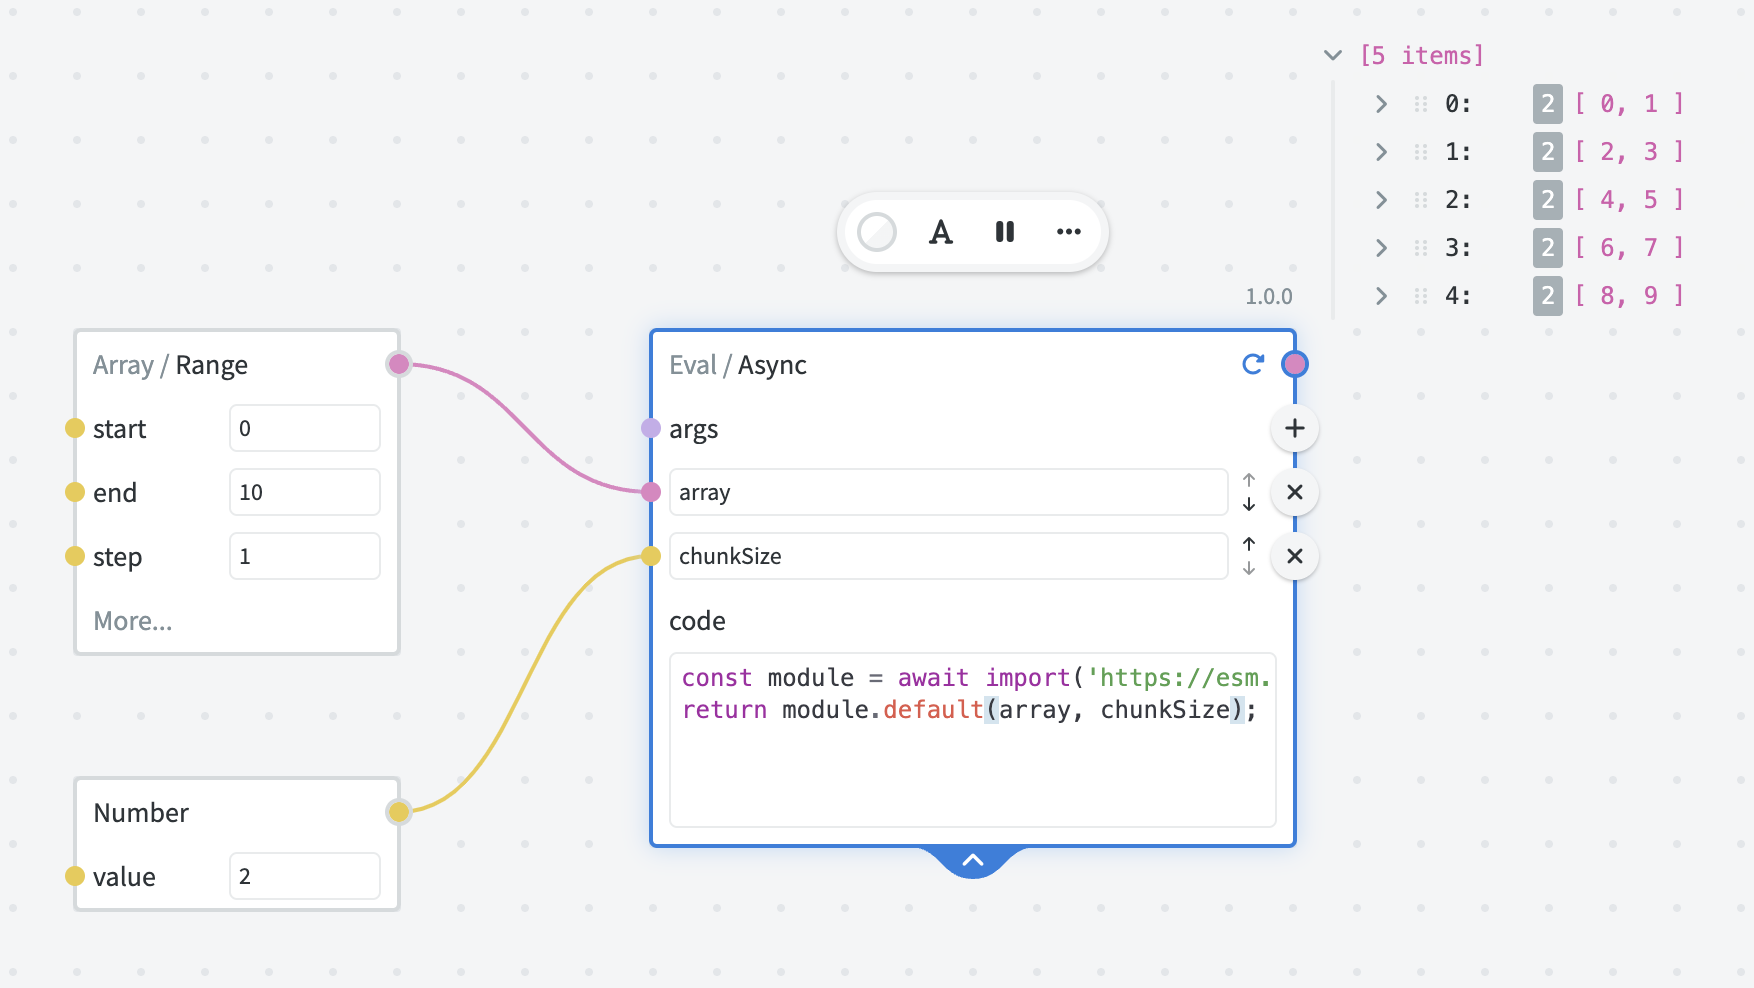 [5 items]
0: 2 [ 0, 1 ]
1: 2 [ 2, 3 ]
2: 2 [ 4, 5 ]
3: 2 [ 6, 7 ]
4: 2 [ 8, 9 ]
A
1.0.0
Array / Range
start 0
end 10
step 1
More...
Number
value 2
Eval / Async
args
array
chunkSize
code
const module = await import('https://esm.
return module.default(array, chunkSize);